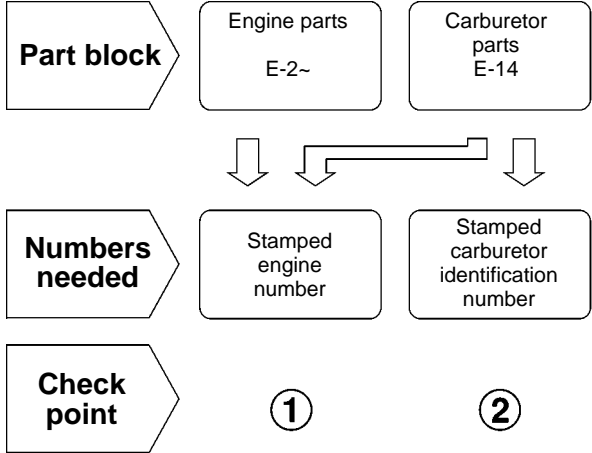 Part block
Engine parts
E-2~
Carburetor
parts
E-14
Numbers
needed
Stamped
engine
number
Stamped
carburetor
identification
number
Check
point
①
②